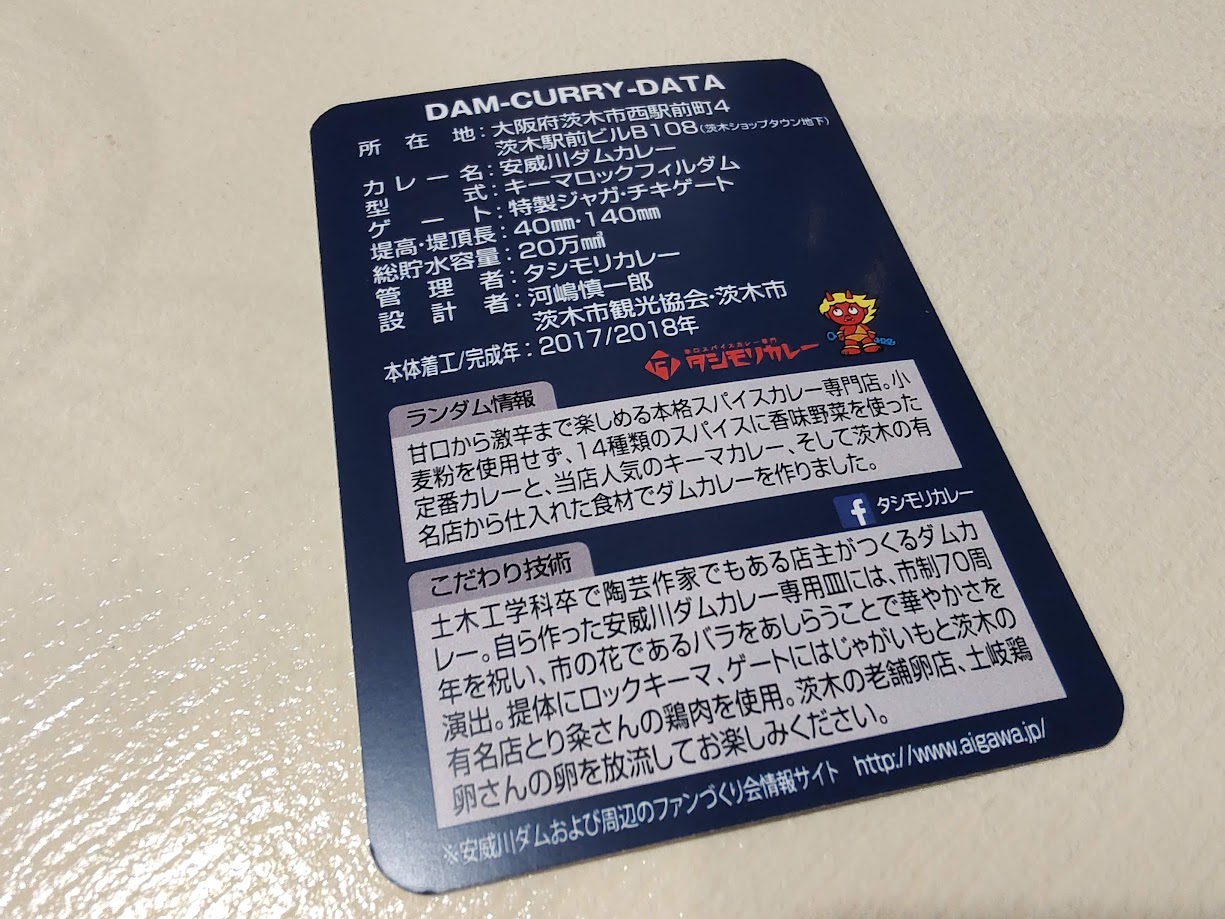 DAM-CURRY-DATA
所在地：大阪府茨木市西駅前町4
茨木駅前ビルB108（茨木ショップタウン地下）
カレー名：安威川ダムカレー
型式：キーマロックフィルダム
ゲート：特製ジャガ・チキゲート
堤高・堤頂長：40㎜・140㎜
総貯水容量：20万㎣
管理者：タシモリカレー
設計者：河嶋慎一郎
茨木市観光協会・茨木市
本体着工/完成年：2017/2018年
辛口スパイスカレー専門
タシモリカレー
ランダム情報
甘口から激辛まで楽しめる本格スパイスカレー専門店。小
麦粉を使用せず、14種類のスパイスに香味野菜を使った
定番カレーと、当店人気のキーマカレー、そして茨木の有
名店から仕入れた食材でダムカレーを作りました。
f タシモリカレー
こだわり技術
土木工学科卒で陶芸作家でもある店主がつくるダムカ
レー。自ら作った安威川ダムカレー専用皿には、市制70周
年を祝い、市の花であるバラをあしらうことで華やかさを
演出。提体にロックキーマ、ゲートにはじゃがいもと茨木の
有名店とり粂さんの鶏肉を使用。茨木の老舗卵店、土岐鶏
卵さんの卵を放流してお楽しみください。
※安威川ダムおよび周辺のファンづくり会情報サイト http://www.aigawa.jp/